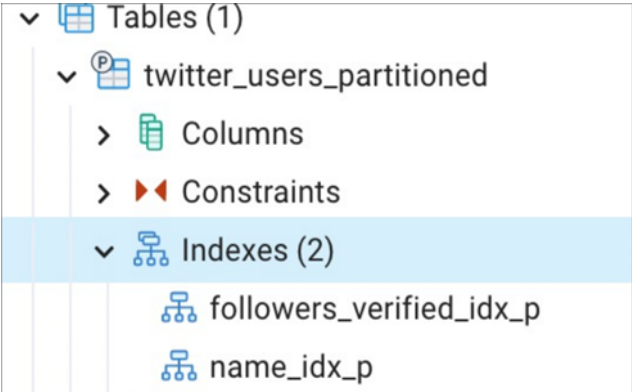 Tables (1)
P
twitter_users_partitioned
Columns
Constraints
Indexes (2)
followers_verified_idx_p
name_idx_p